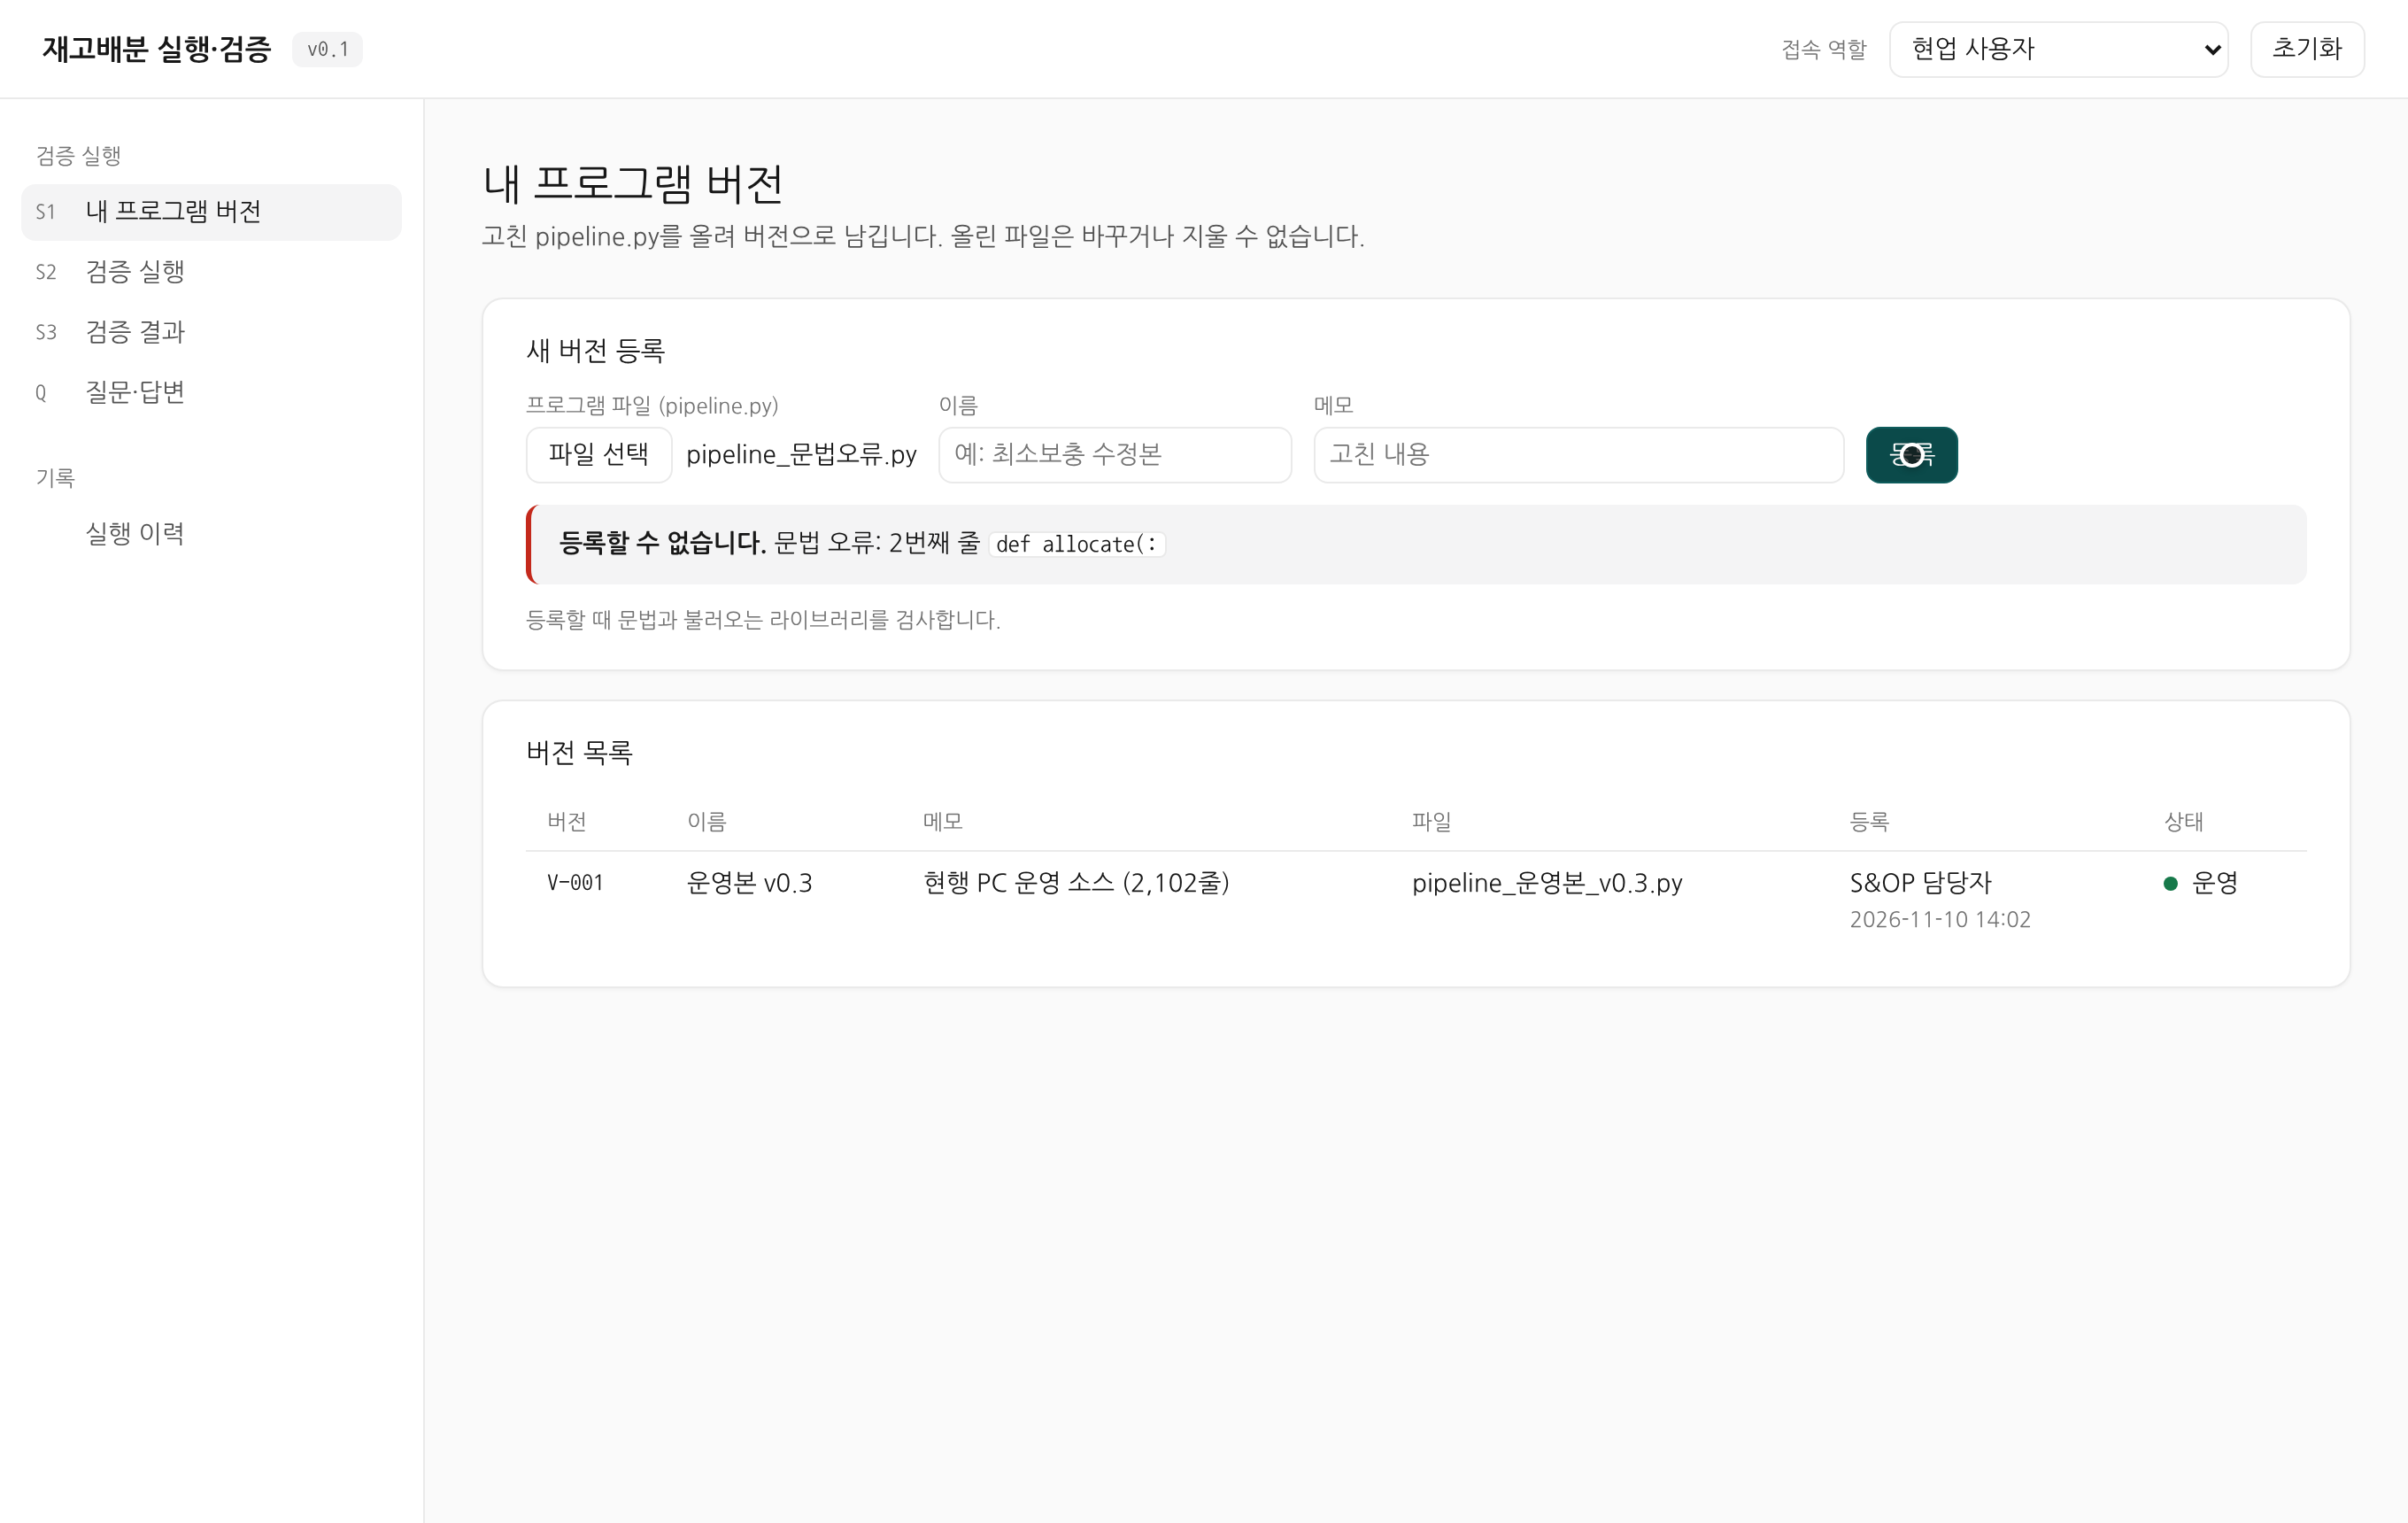 재고배분 실행·검증 v0.1 접속 역할 현업 사용자 초기화
검증 실행
S1 내 프로그램 버전
S2 검증 실행
S3 검증 결과
Q 질문·답변
기록
실행 이력
내 프로그램 버전
고친 pipeline.py를 올려 버전으로 남깁니다. 올린 파일은 바꾸거나 지울 수 없습니다.
새 버전 등록
프로그램 파일 (pipeline.py) 이름 메모
파일 선택 pipeline_문법오류.py 예: 최소보충 수정본 고친 내용 등록
등록할 수 없습니다. 문법 오류: 2번째 줄 def allocate(:
등록할 때 문법과 불러오는 라이브러리를 검사합니다.
버전 목록
버전 이름 메모 파일 등록 상태
V-001 운영본 v0.3 현행 PC 운영 소스 (2,102줄) pipeline_운영본_v0.3.py S&OP 담당자 운영
2026-11-10 14:02